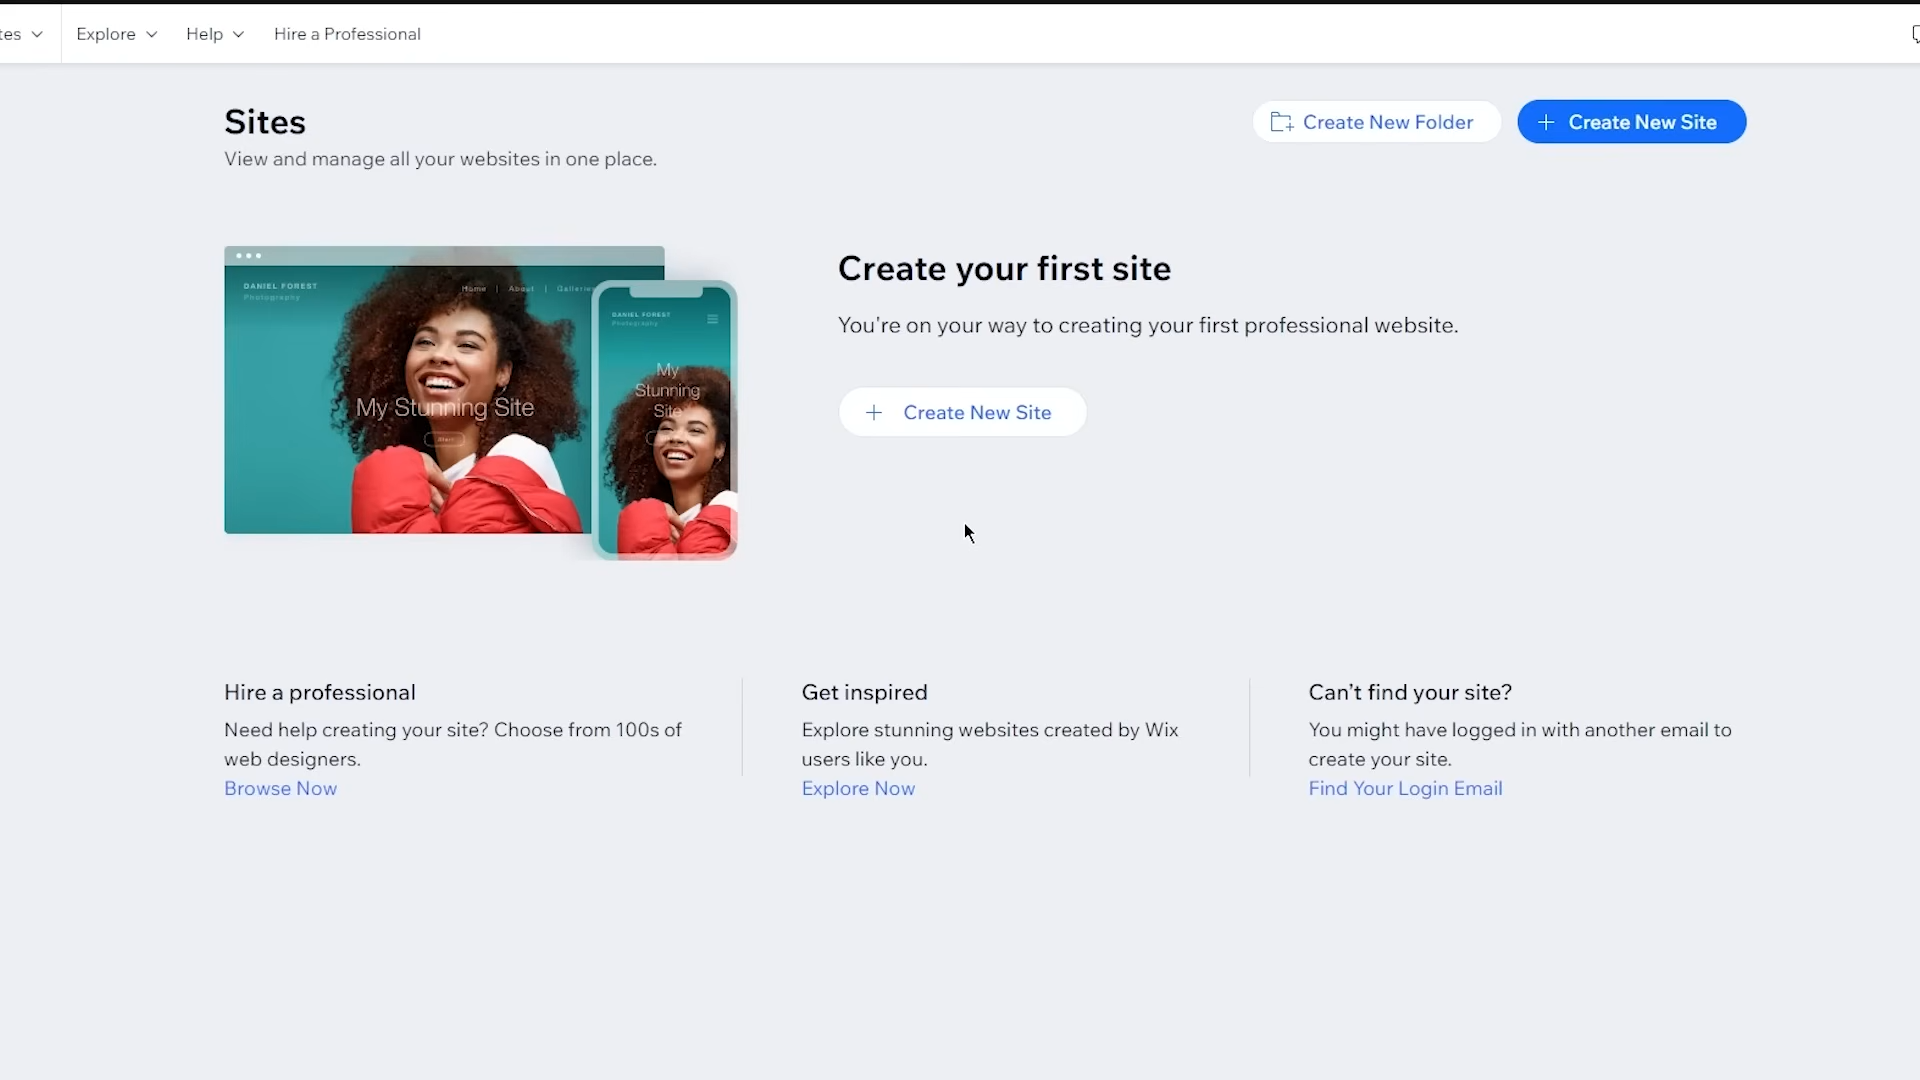 Explore
Help
Hire a Professional
Sites
View and manage all your websites in one place.
Create New Folder
Create New Site
DANIEL FOREST
Photography
Home | About | Galleries
My Stunning Site
Start
DANIEL FOREST
Photography
My
Stunning
Site
Create your first site
You're on your way to creating your first professional website.
Create New Site
Hire a professional
Need help creating your site? Choose from 100s of
web designers.
Browse Now
Get inspired
Explore stunning websites created by Wix
users like you.
Explore Now
Can’t find your site?
You might have logged in with another email to
create your site.
Find Your Login Email